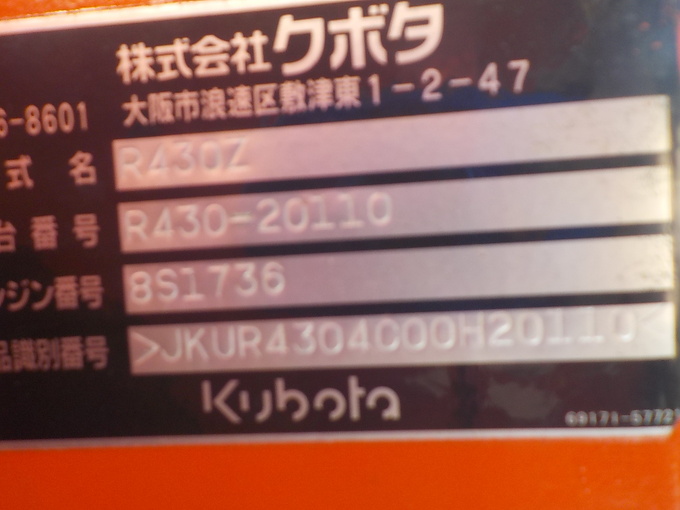 株式会社クボタ
6-8601 大阪市浪速区敷津東1-2-47
式名 R430Z
台番号 R430-20110
ンジン番号 8S1736
品識別番号 >JKUR4304C00H20110<
Kubota